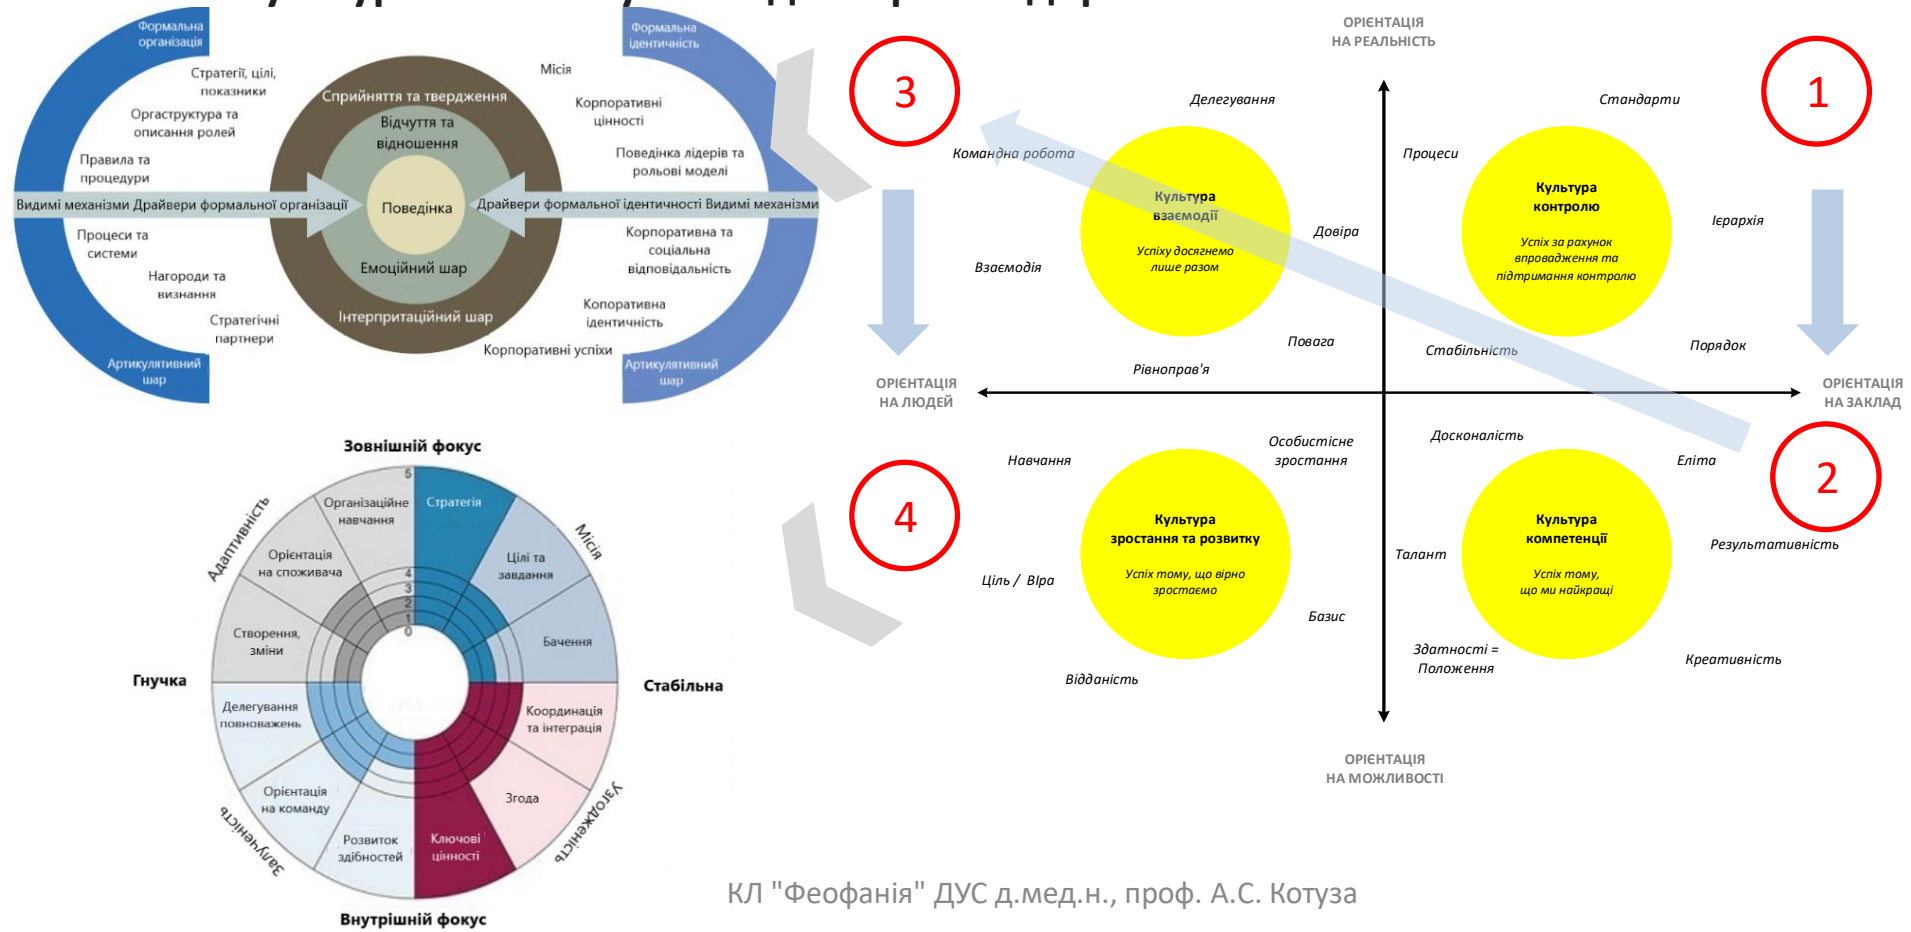 Формальна
організація
Стратегії, цілі,
показники
Оргаструктура та
описання ролей
Правила та
процедури
Видимі механізми Драйвери формальної організації
Процеси та
системи
Нагороди та
визнання
Стратегічні
партнери
Артикулятивний
шар
Сприйняття та твердження
Відчуття та
відношення
Поведінка
Емоційний шар
Інтерпритаційний шар
Формальна
ідентичність
Місія
Корпоративні
цінності
Поведінка лідерів та
рольові моделі
Драйвери формальної ідентичності Видимі механізми
Корпоративна та
соціальна
відповідальність
Копоративна
ідентичність
Корпоративні успіхи
Артикулятивний
шар
Зовнішній фокус
Адаптивність
Місія
Організаційне
навчання
Стратегія
Орієнтація
на споживача
Цілі та
завдання
Створення,
зміни
Бачення
5
4
3
2
1
0
Гнучка
Стабільна
Делегування
повноважень
Координація
та інтеграція
Орієнтація
на команду
Згода
Розвиток
здібностей
Ключові
цінності
Залученість
Узгодженість
Внутрішній фокус
ОРІЄНТАЦІЯ
НА РЕАЛЬНІСТЬ
3
1
Делегування
Стандарти
Командна робота
Процеси
Культура
взаємодії
Успіху досягнемо
лише разом
Культура
контролю
Успіх за рахунок
впровадження та
підтримання контролю
Довіра
Ієрархія
Взаємодія
Повага
Стабільність
Порядок
Рівноправ'я
ОРІЄНТАЦІЯ
НА ЛЮДЕЙ
ОРІЄНТАЦІЯ
НА ЗАКЛАД
4
2
Навчання
Особистісне
зростання
Досконалість
Еліта
Культура
зростання та розвитку
Успіх тому, що вірно
зростаємо
Культура
компетенції
Успіх тому,
що ми найкращі
Талант
Результативність
Ціль / ВІра
Базис
Здатності =
Положення
Креативність
Відданість
ОРІЄНТАЦІЯ
НА МОЖЛИВОСТІ
КЛ "Феофанія" ДУС д.мед.н., проф. А.С. Котуза